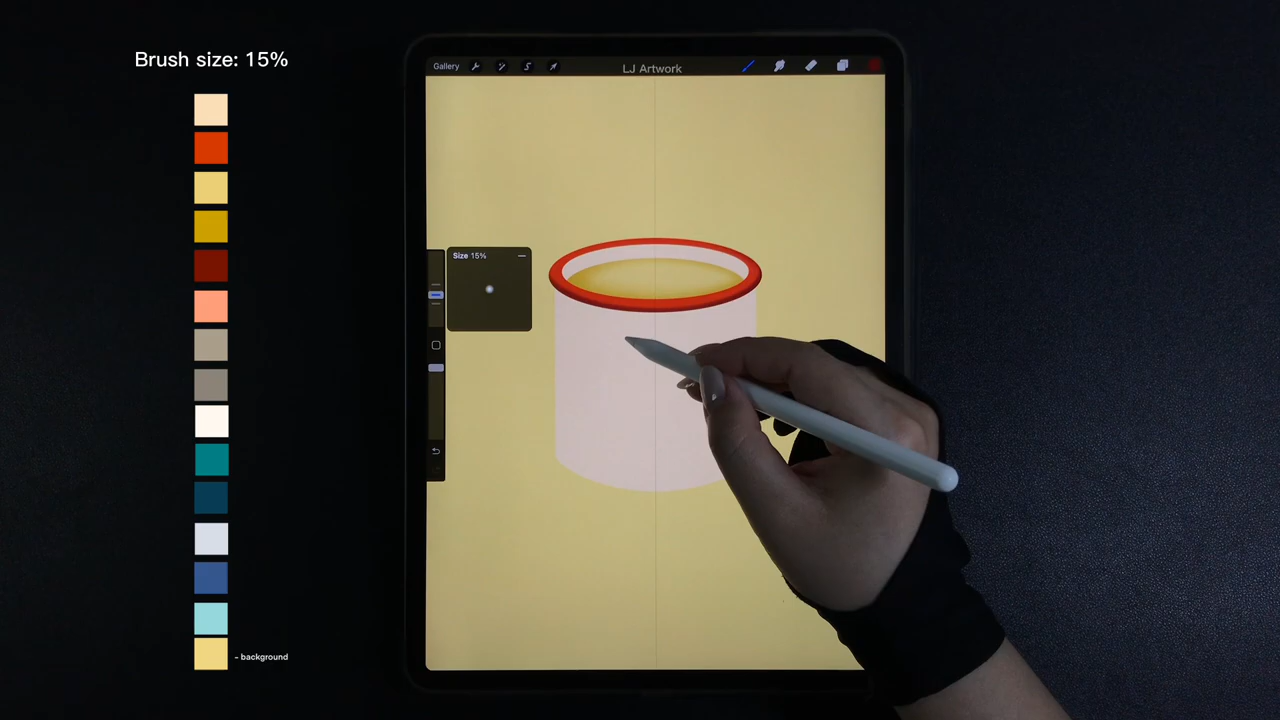 Brush size: 15%
Gallery
LJ Artwork
Size 15%
- background